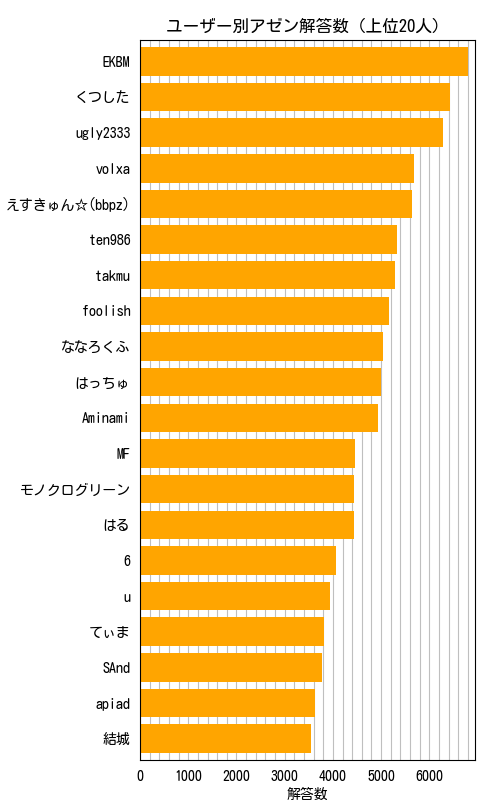 ユーザー別アゼン解答数 (上位20人)
EKBM
くつした
ugly2333
volxa
えすきゅん☆(bbpz)
ten986
takmu
foolish
ななろくふ
はっちゅ
Aminami
MF
モノクログリーン
はる
6
u
てぃま
SAnd
apiad
結城
0 1000 2000 3000 4000 5000 6000
解答数